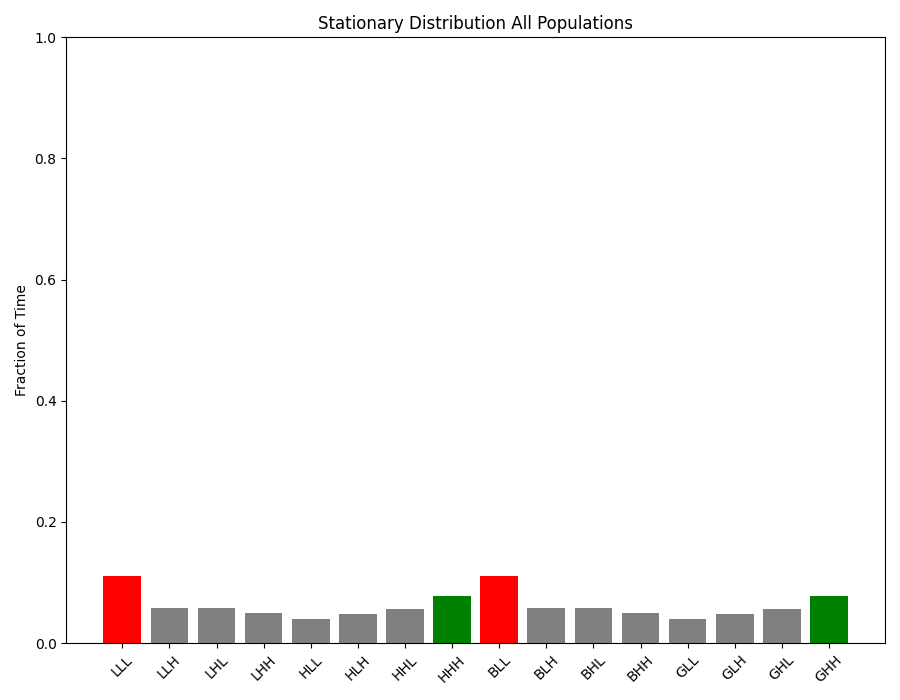 Stationary Distribution All Populations
Fraction of Time
1.0
0.8
0.6
0.4
0.2
0.0
LLL LLH LHL LHH HLL HLH HHL HHH BLL BLH BHL BHH GLL GLH GHL GHH